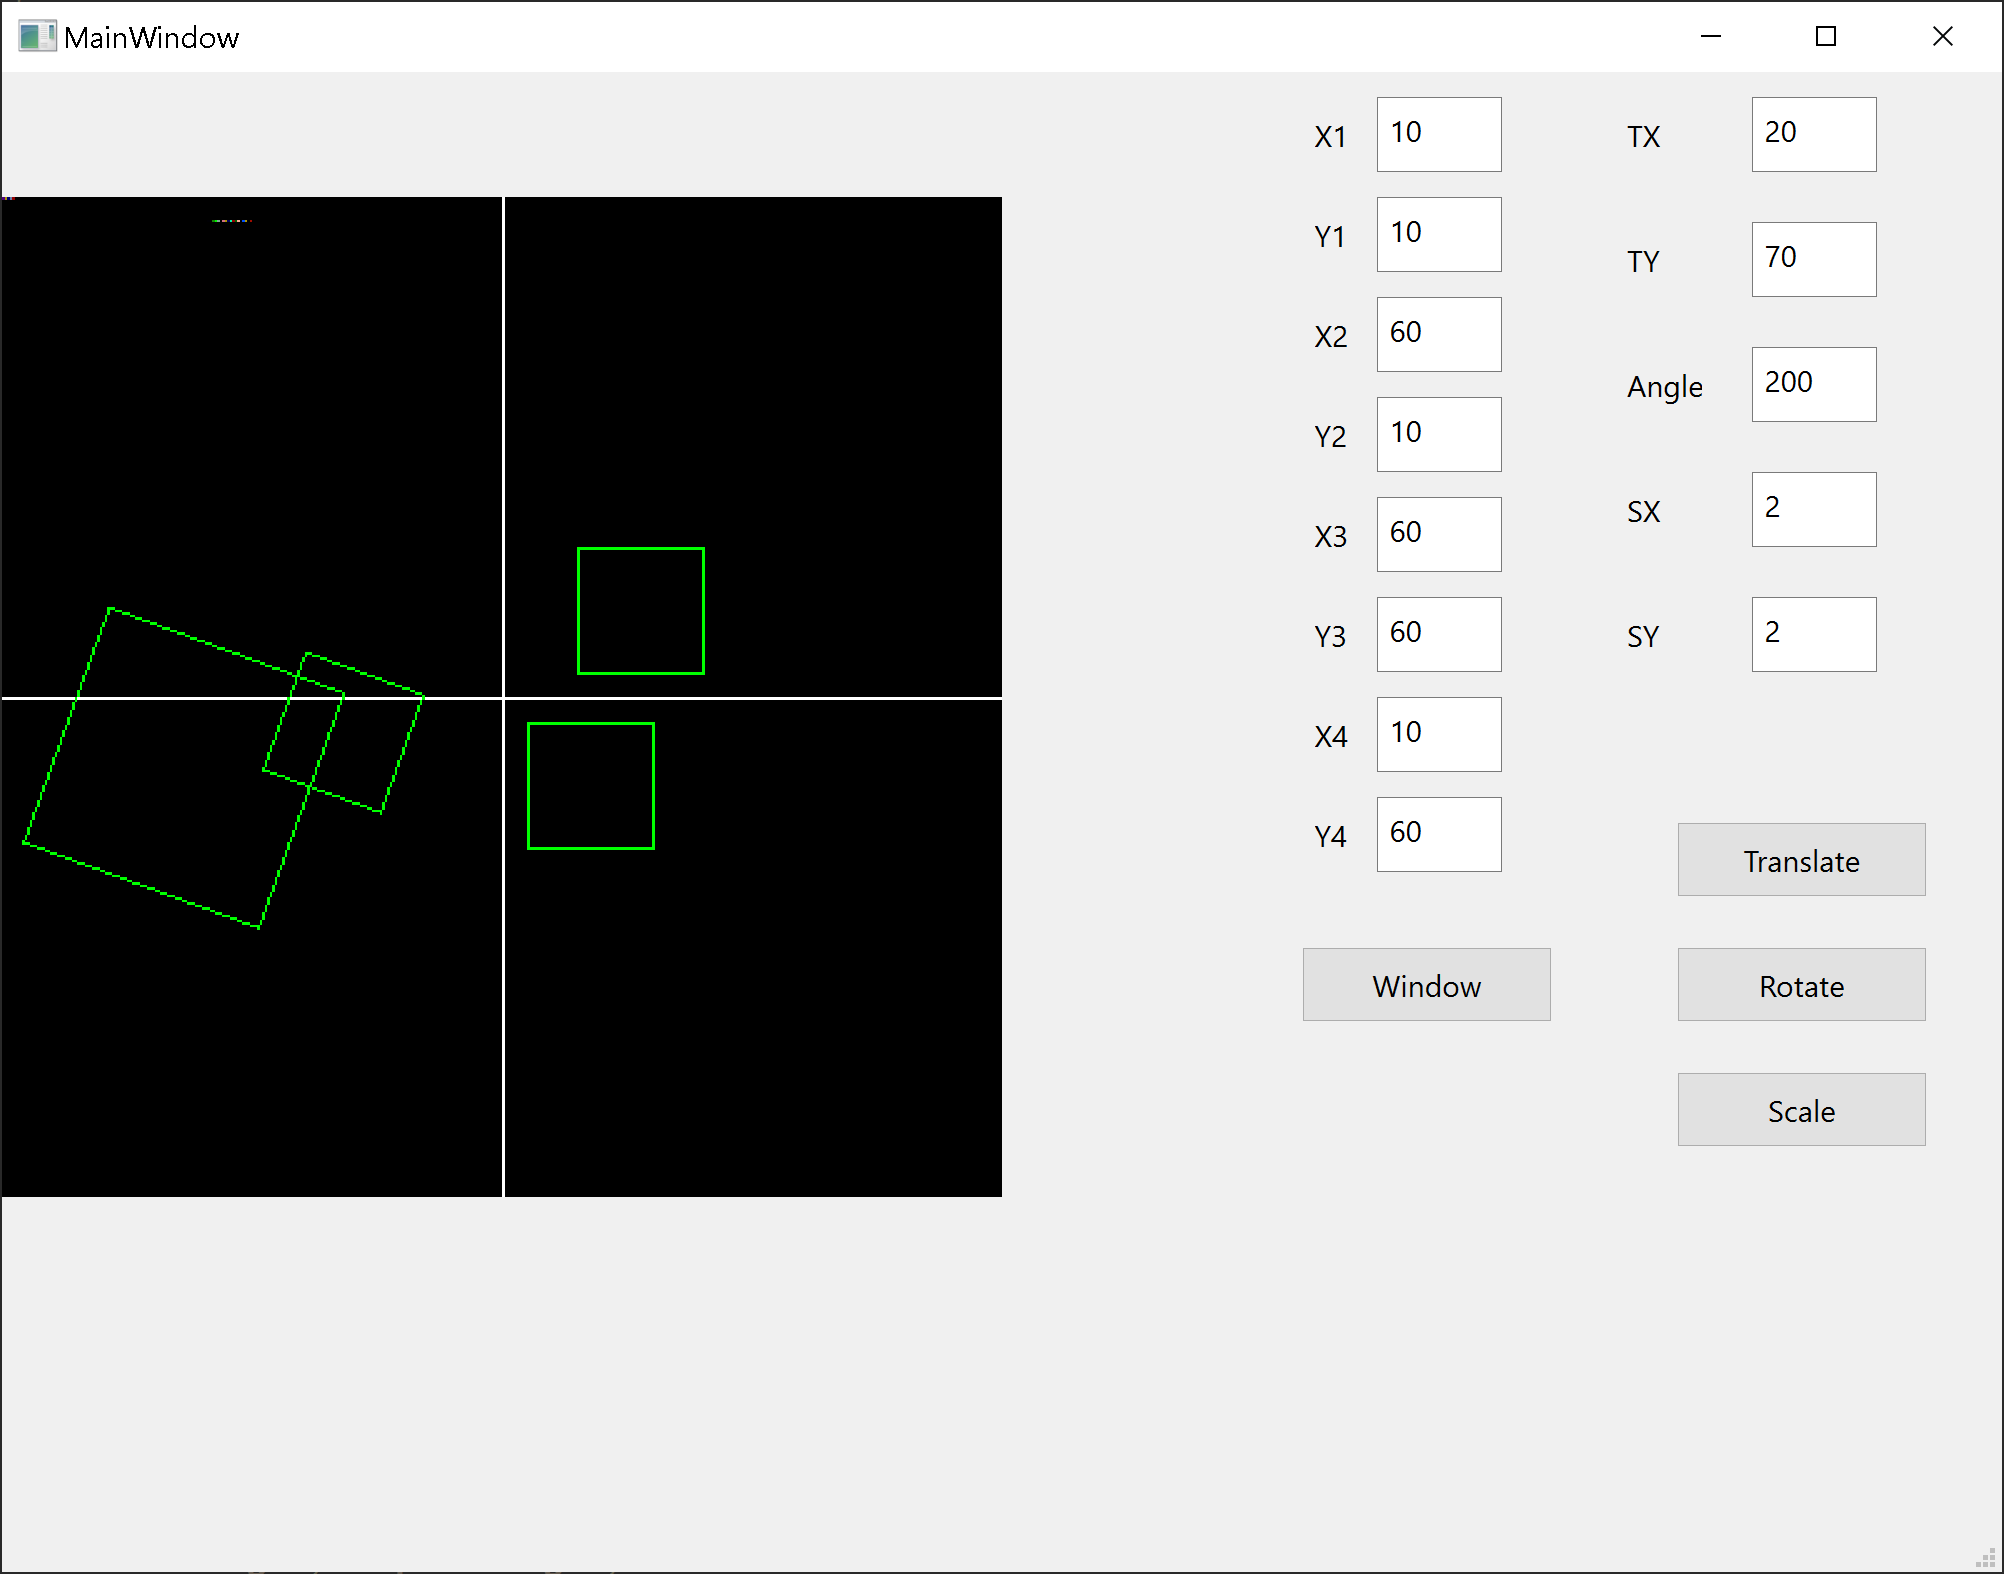 MainWindow
X1 10 TX 20
Y1 10 TY 70
X2 60
Y2 10 Angle 200
X3 60 SX 2
Y3 60 SY 2
X4 10
Y4 60
Translate
Window Rotate
Scale